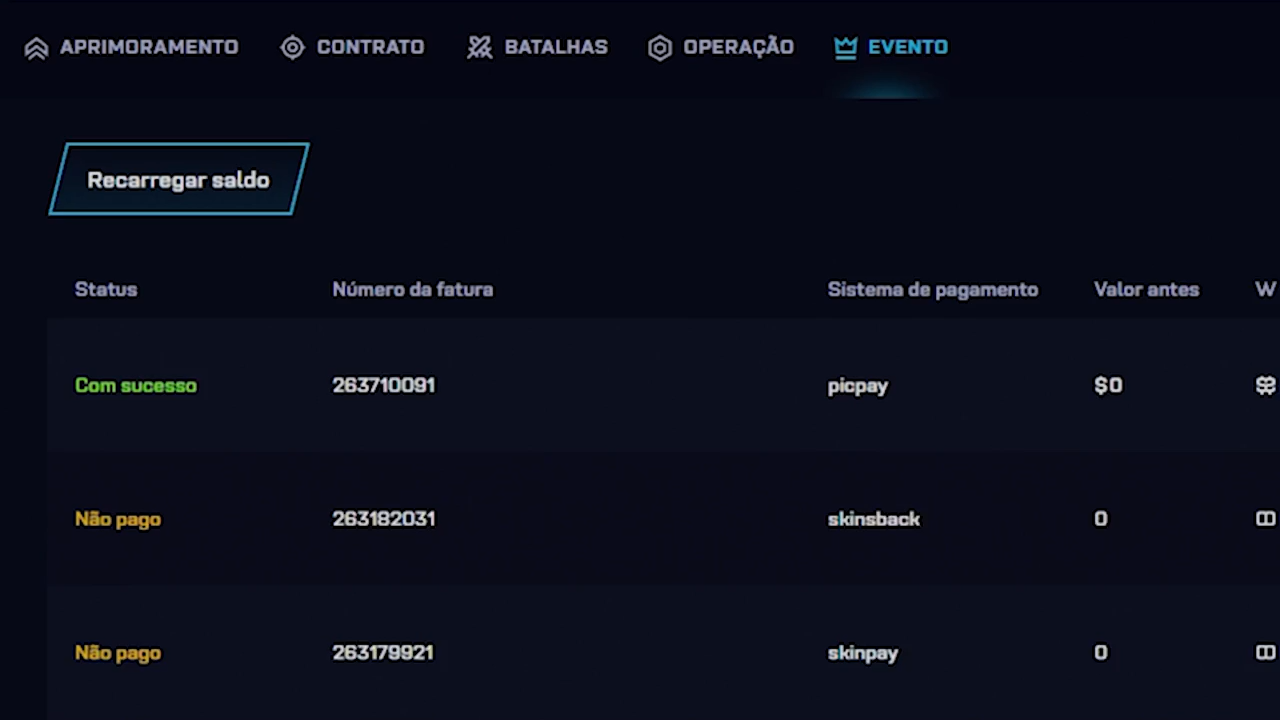 APRIMORAMENTO CONTRATO BATALHAS OPERAÇÃO EVENTO
Recarregar saldo
Status Número da fatura Sistema de pagamento Valor antes
Com sucesso 263710091 picpay $0
Não pago 263182031 skinsback 0
Não pago 263179921 skinpay 0